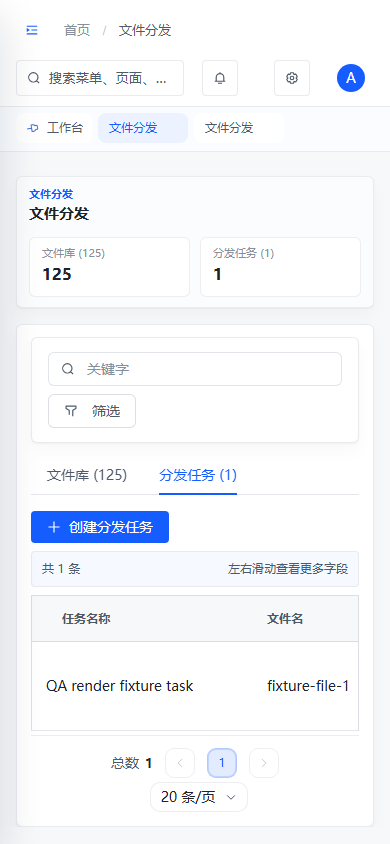 首页 / 文件分发
搜索菜单、页面、... A
工作台 文件分发 文件分发
文件分发
文件分发
文件库 (125) 分发任务 (1)
125 1
关键字
筛选
文件库 (125) 分发任务 (1)
创建分发任务
共 1 条 左右滑动查看更多字段
任务名称 文件名
QA render fixture task fixture-file-1
总数 1 1
20 条/页